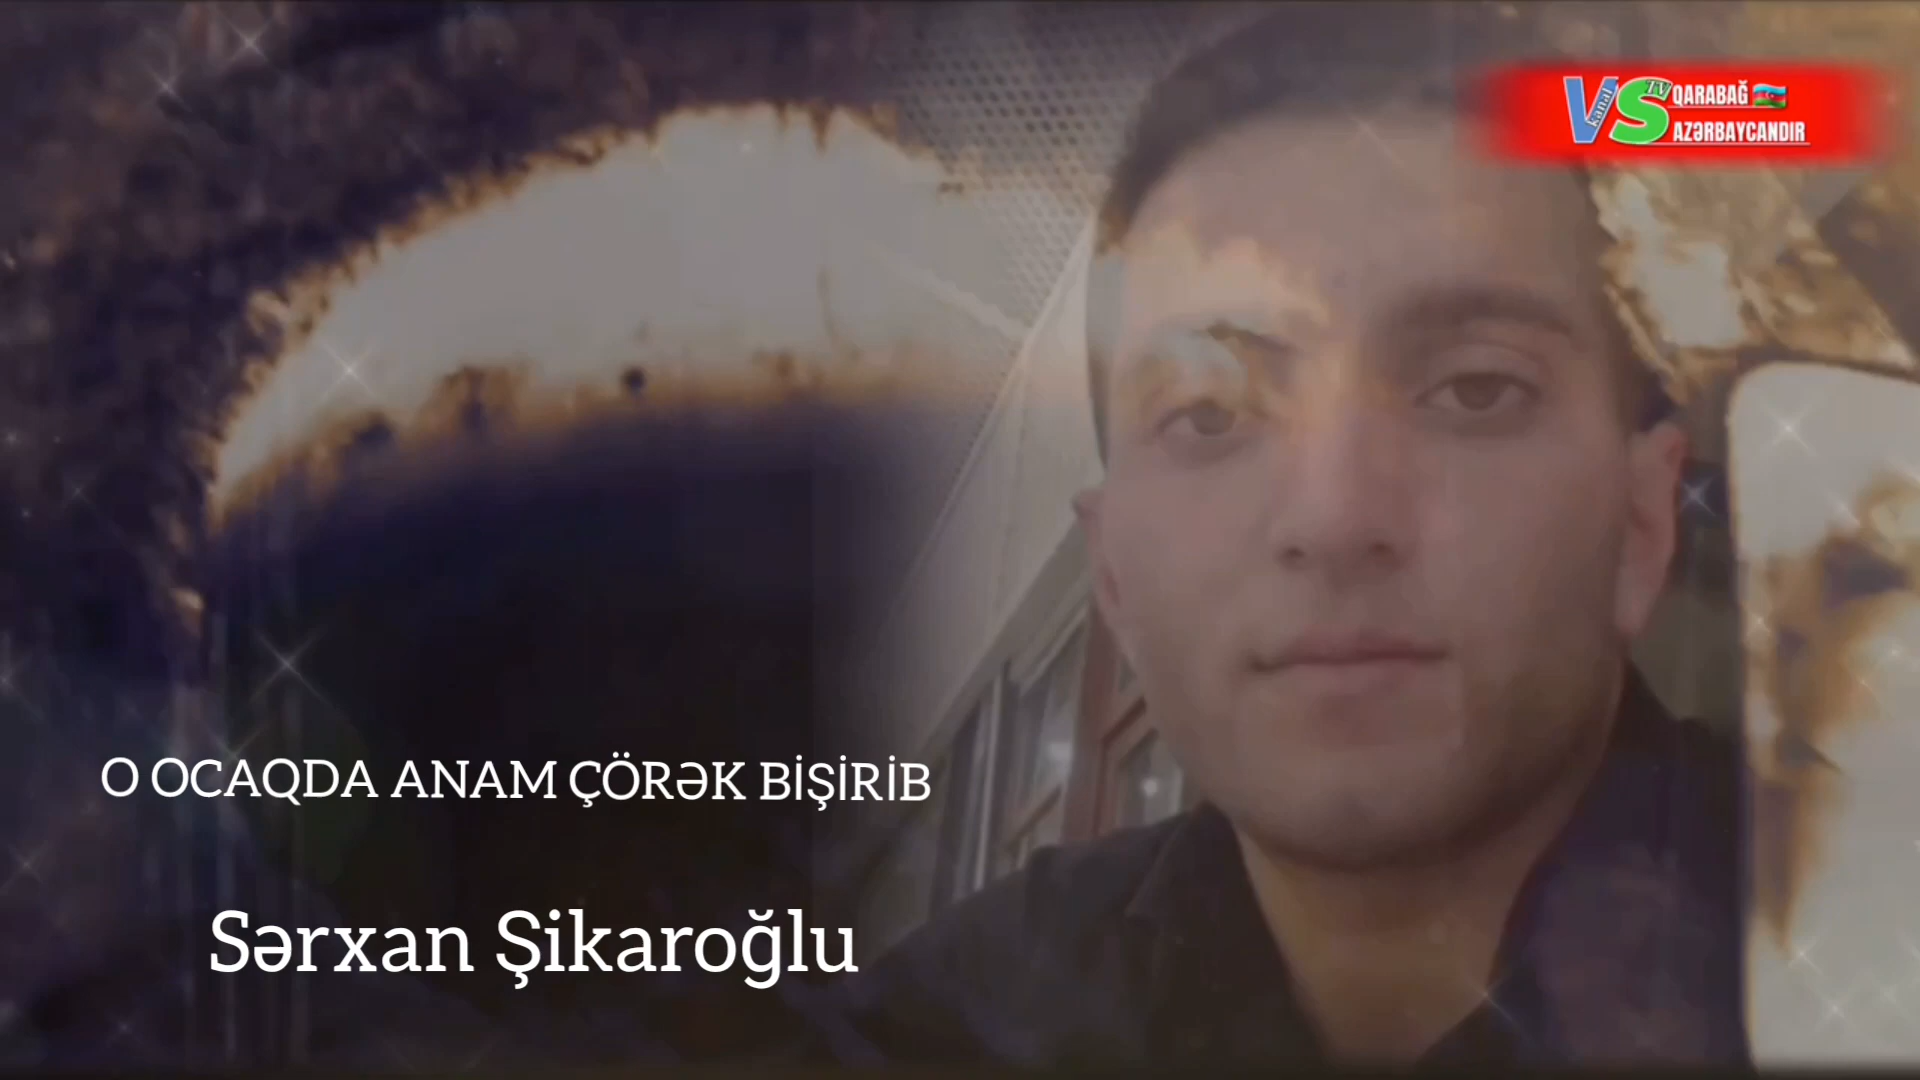 VS kanal TV
QARABAĞ
AZƏRBAYCANDIR
O OCAQDA ANAM ÇÖRƏK BİŞİRİB
Sərxan Şikaroğlu